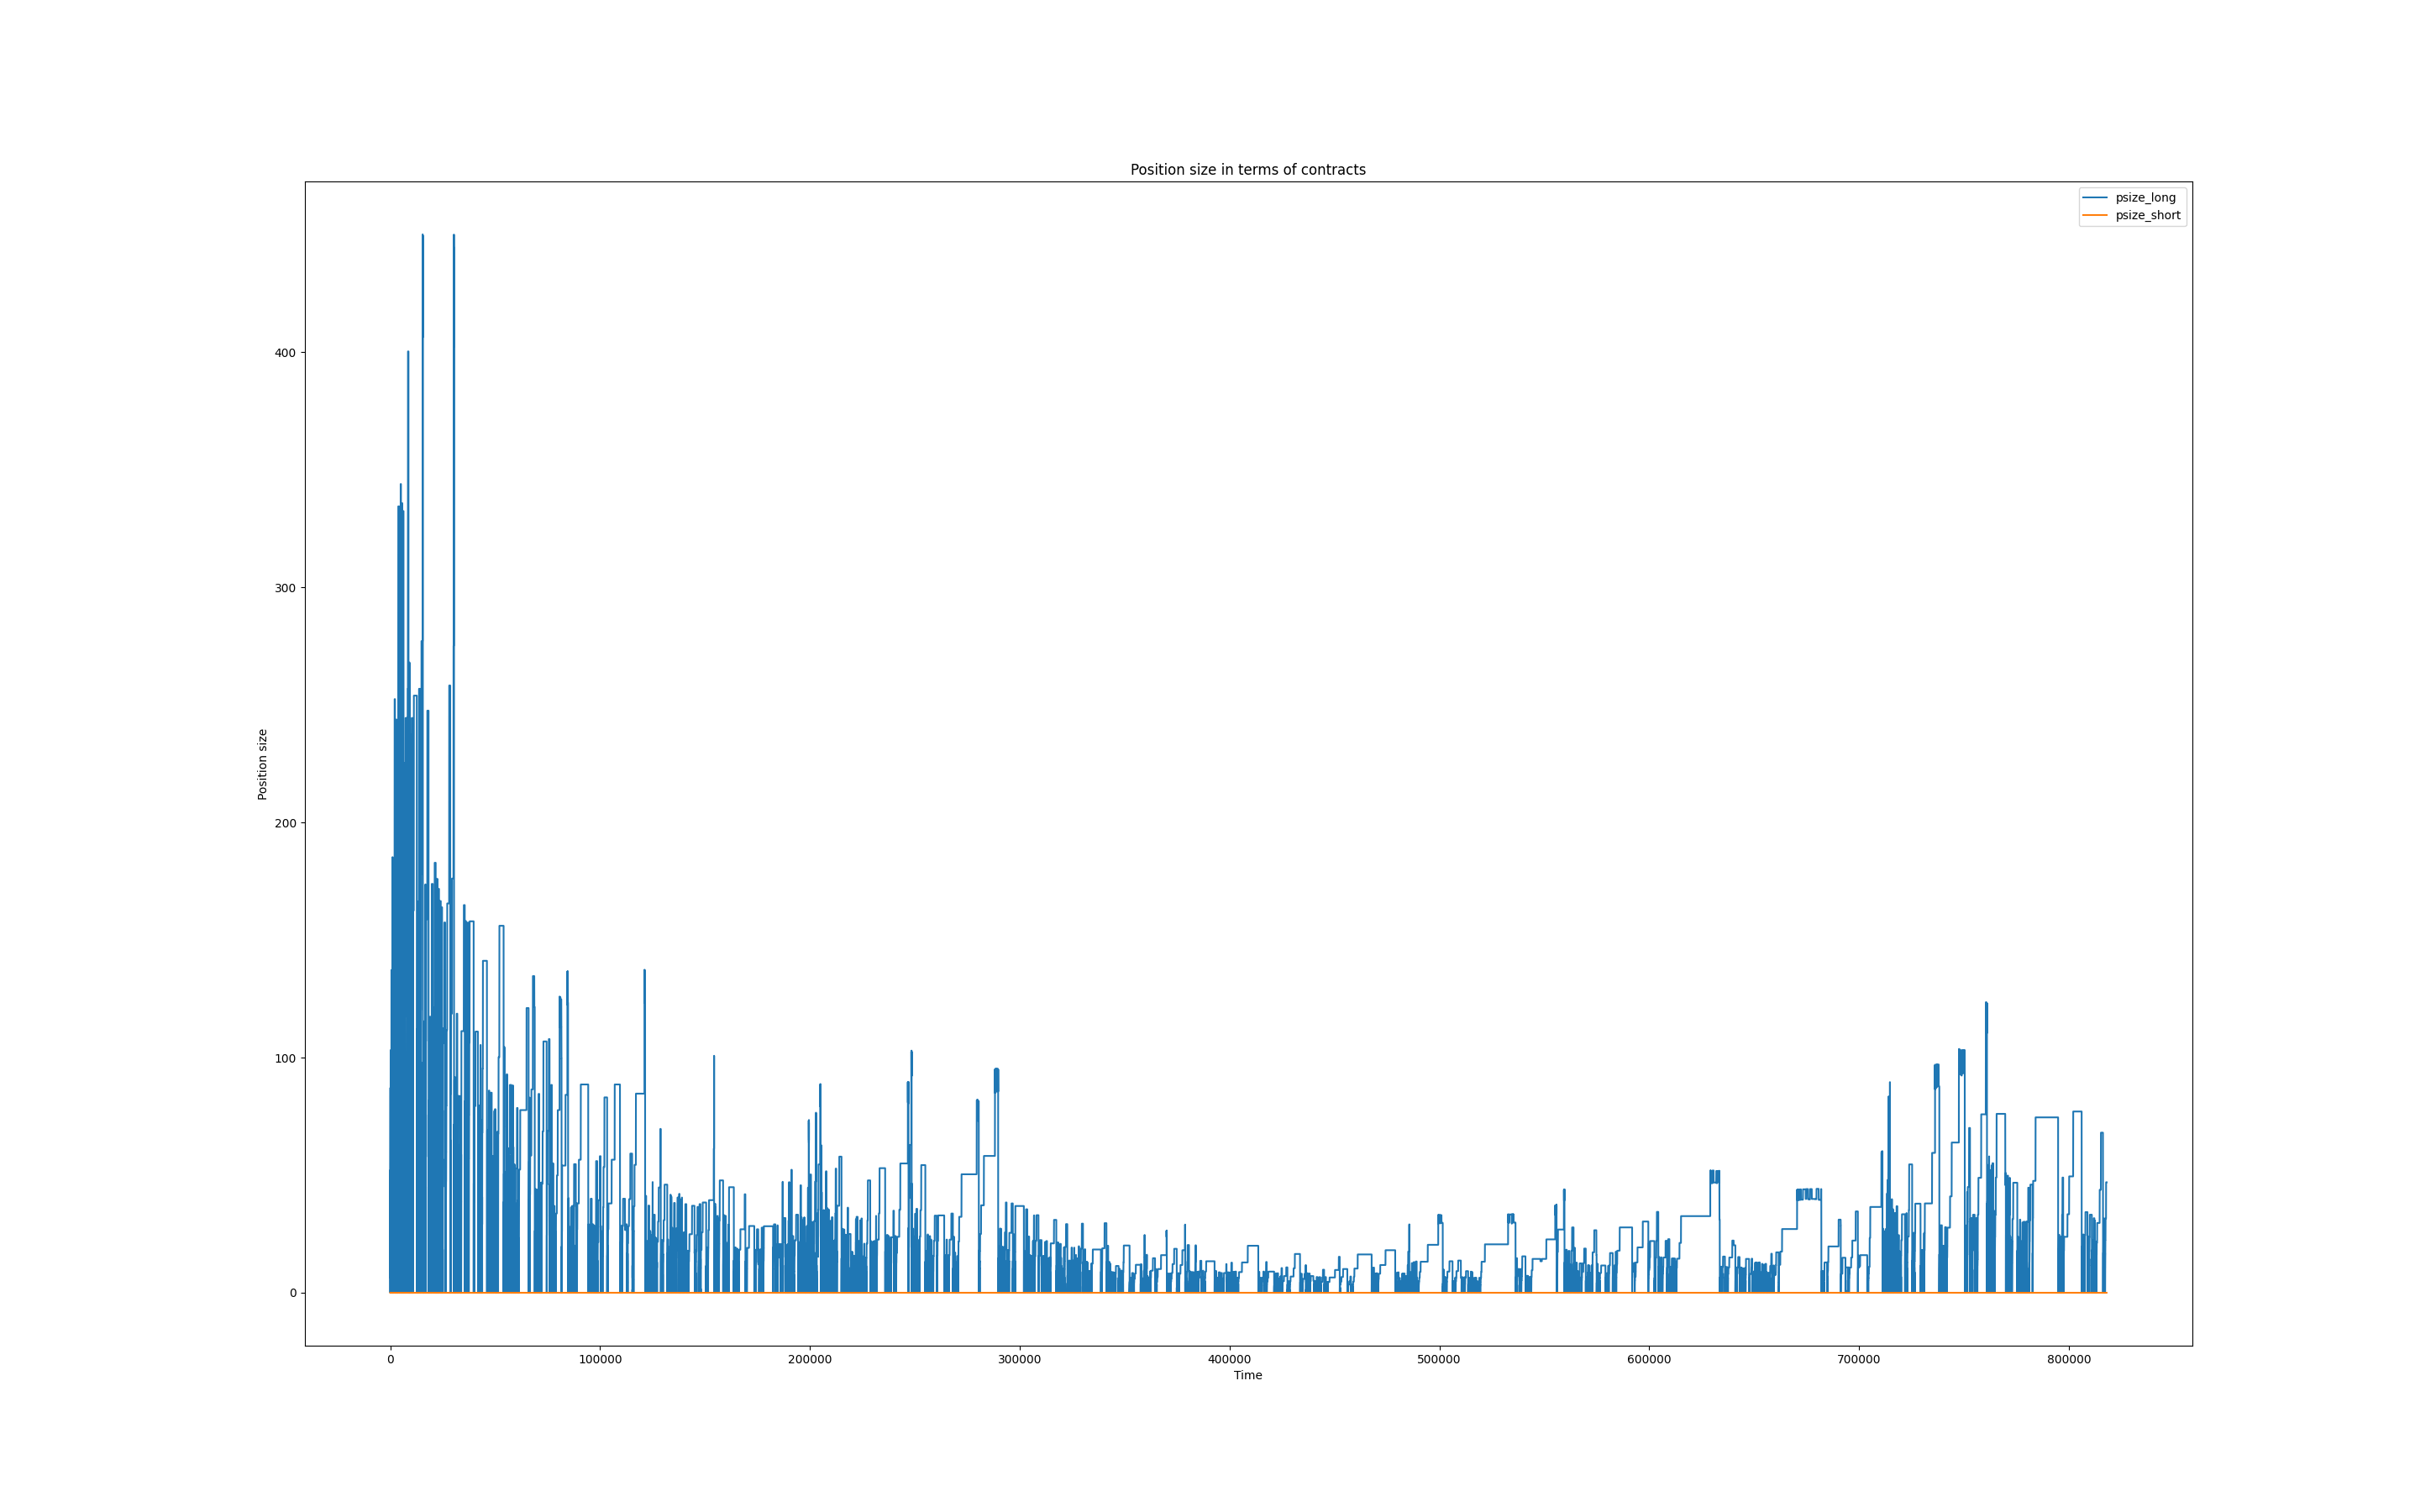 Position size in terms of contracts
psize_long
psize_short
400
300
200
100
0
Position size
0 100000 200000 300000 400000 500000 600000 700000 800000
Time